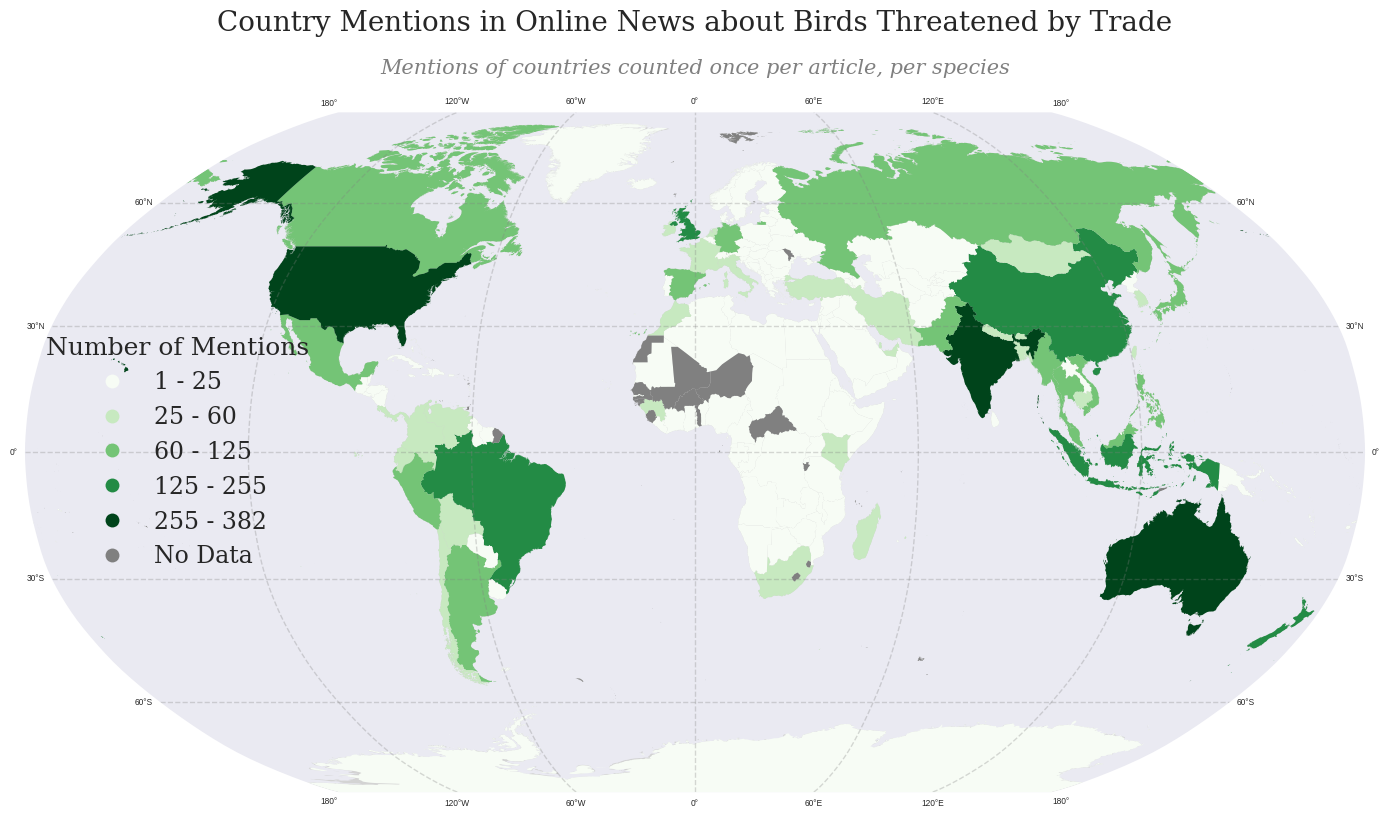 Country Mentions in Online News about Birds Threatened by Trade
Mentions of countries counted once per article, per species
180° 120°W 60°W 0° 60°E 120°E 180°
60°N 60°N
30°N 30°N
Number of Mentions
1 - 25
25 - 60
60 - 125
0° 0°
125 - 255
255 - 382
No Data
30°S 30°S
60°S 60°S
180° 120°W 60°W 0° 60°E 120°E 180°